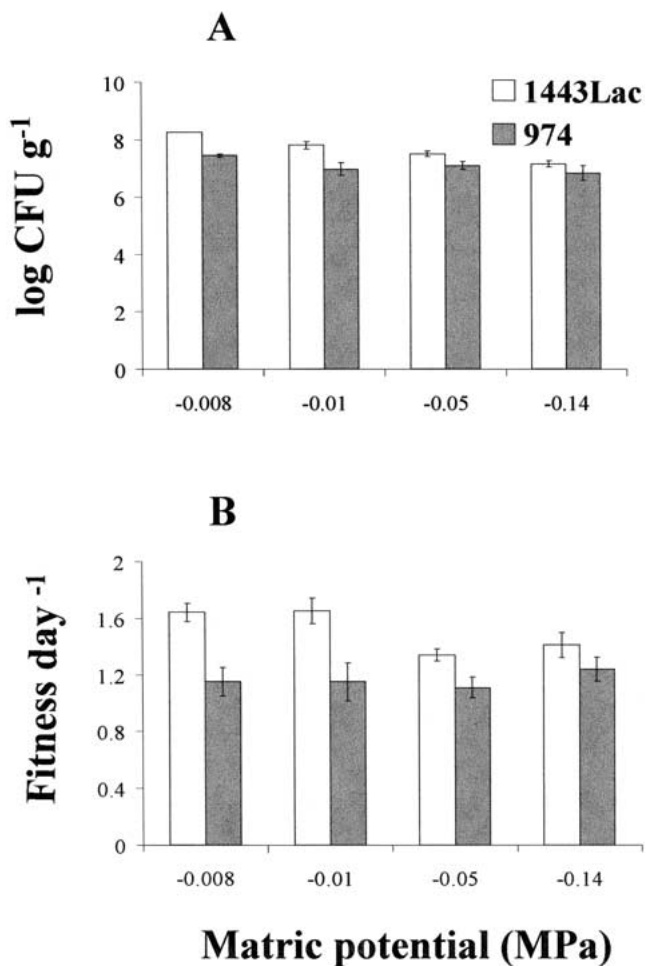 A
log CFU g-1
10
8
6
4
2
0
1443Lac
974
-0.008 -0.01 -0.05 -0.14
B
Fitness day -1
2
1.6
1.2
0.8
0.4
0
-0.008 -0.01 -0.05 -0.14
Matric potential (MPa)